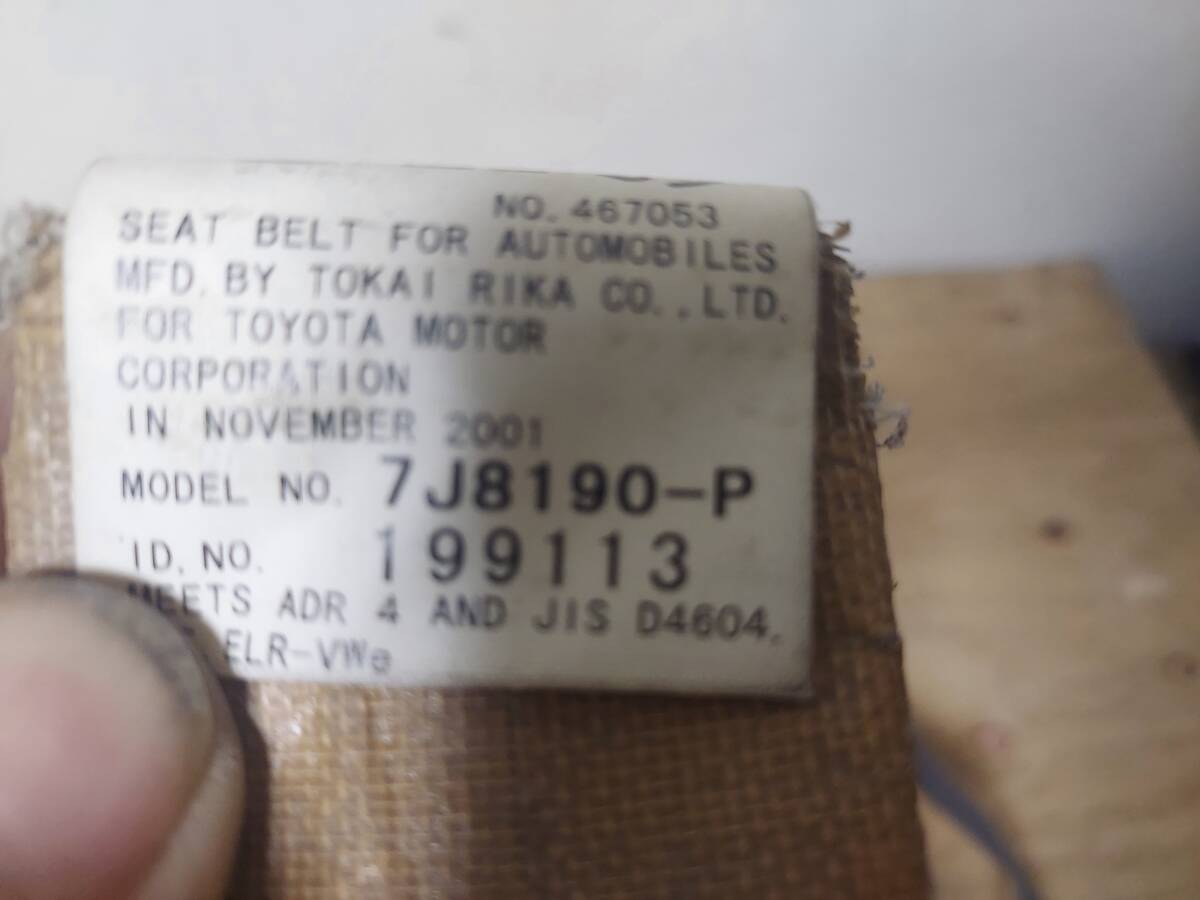 NO. 467053
SEAT BELT FOR AUTOMOBILES
MFD. BY TOKAI RIKA CO., LTD.
FOR TOYOTA MOTOR
CORPORATION
IN NOVEMBER 2001
MODEL NO. 7J8190-P
ID. NO. 199113
MEETS ADR 4 AND JIS D4604.
ELR-VWe